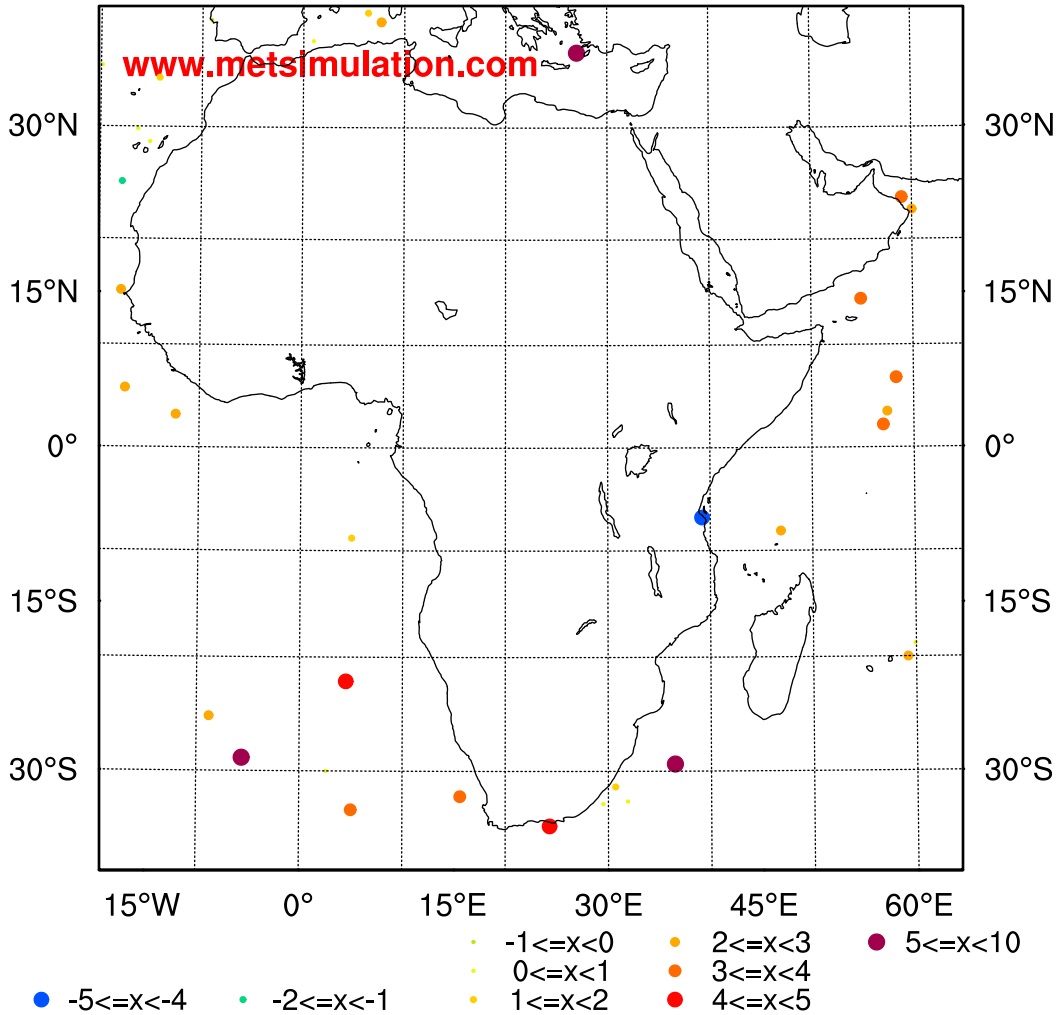 www.metsimulation.com
30°N 30°N
15°N 15°N
0° 0°
15°S 15°S
30°S 30°S
15°W 0° 15°E 30°E 45°E 60°E
-1<=x<0 2<=x<3 5<=x<10
0<=x<1 3<=x<4
-5<=x<-4 -2<=x<-1 1<=x<2 4<=x<5